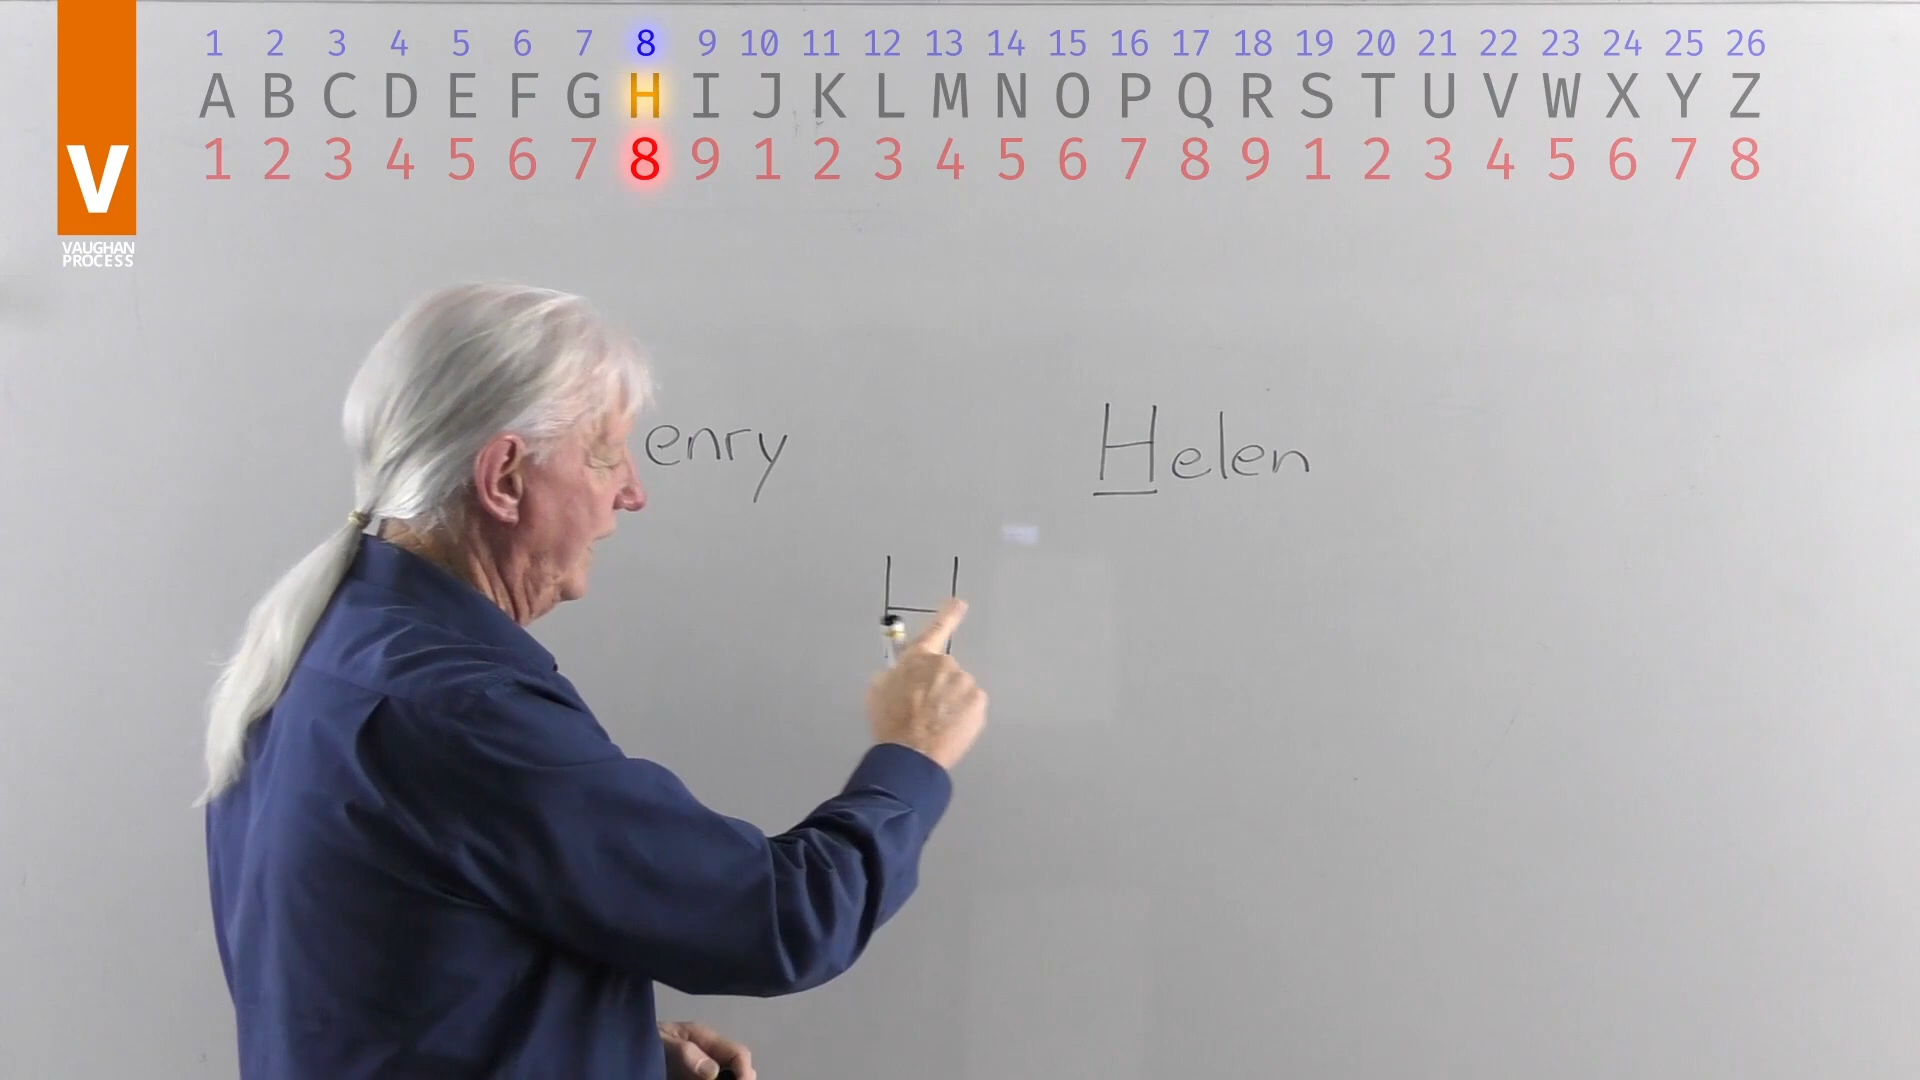 1 2 3 4 5 6 7 8 9 10 11 12 13 14 15 16 17 18 19 20 21 22 23 24 25 26
A B C D E F G H I J K L M N O P Q R S T U V W X Y Z
1 2 3 4 5 6 7 8 9 1 2 3 4 5 6 7 8 9 1 2 3 4 5 6 7 8
V
VAUGHAN
PROCESS
enry Helen
H